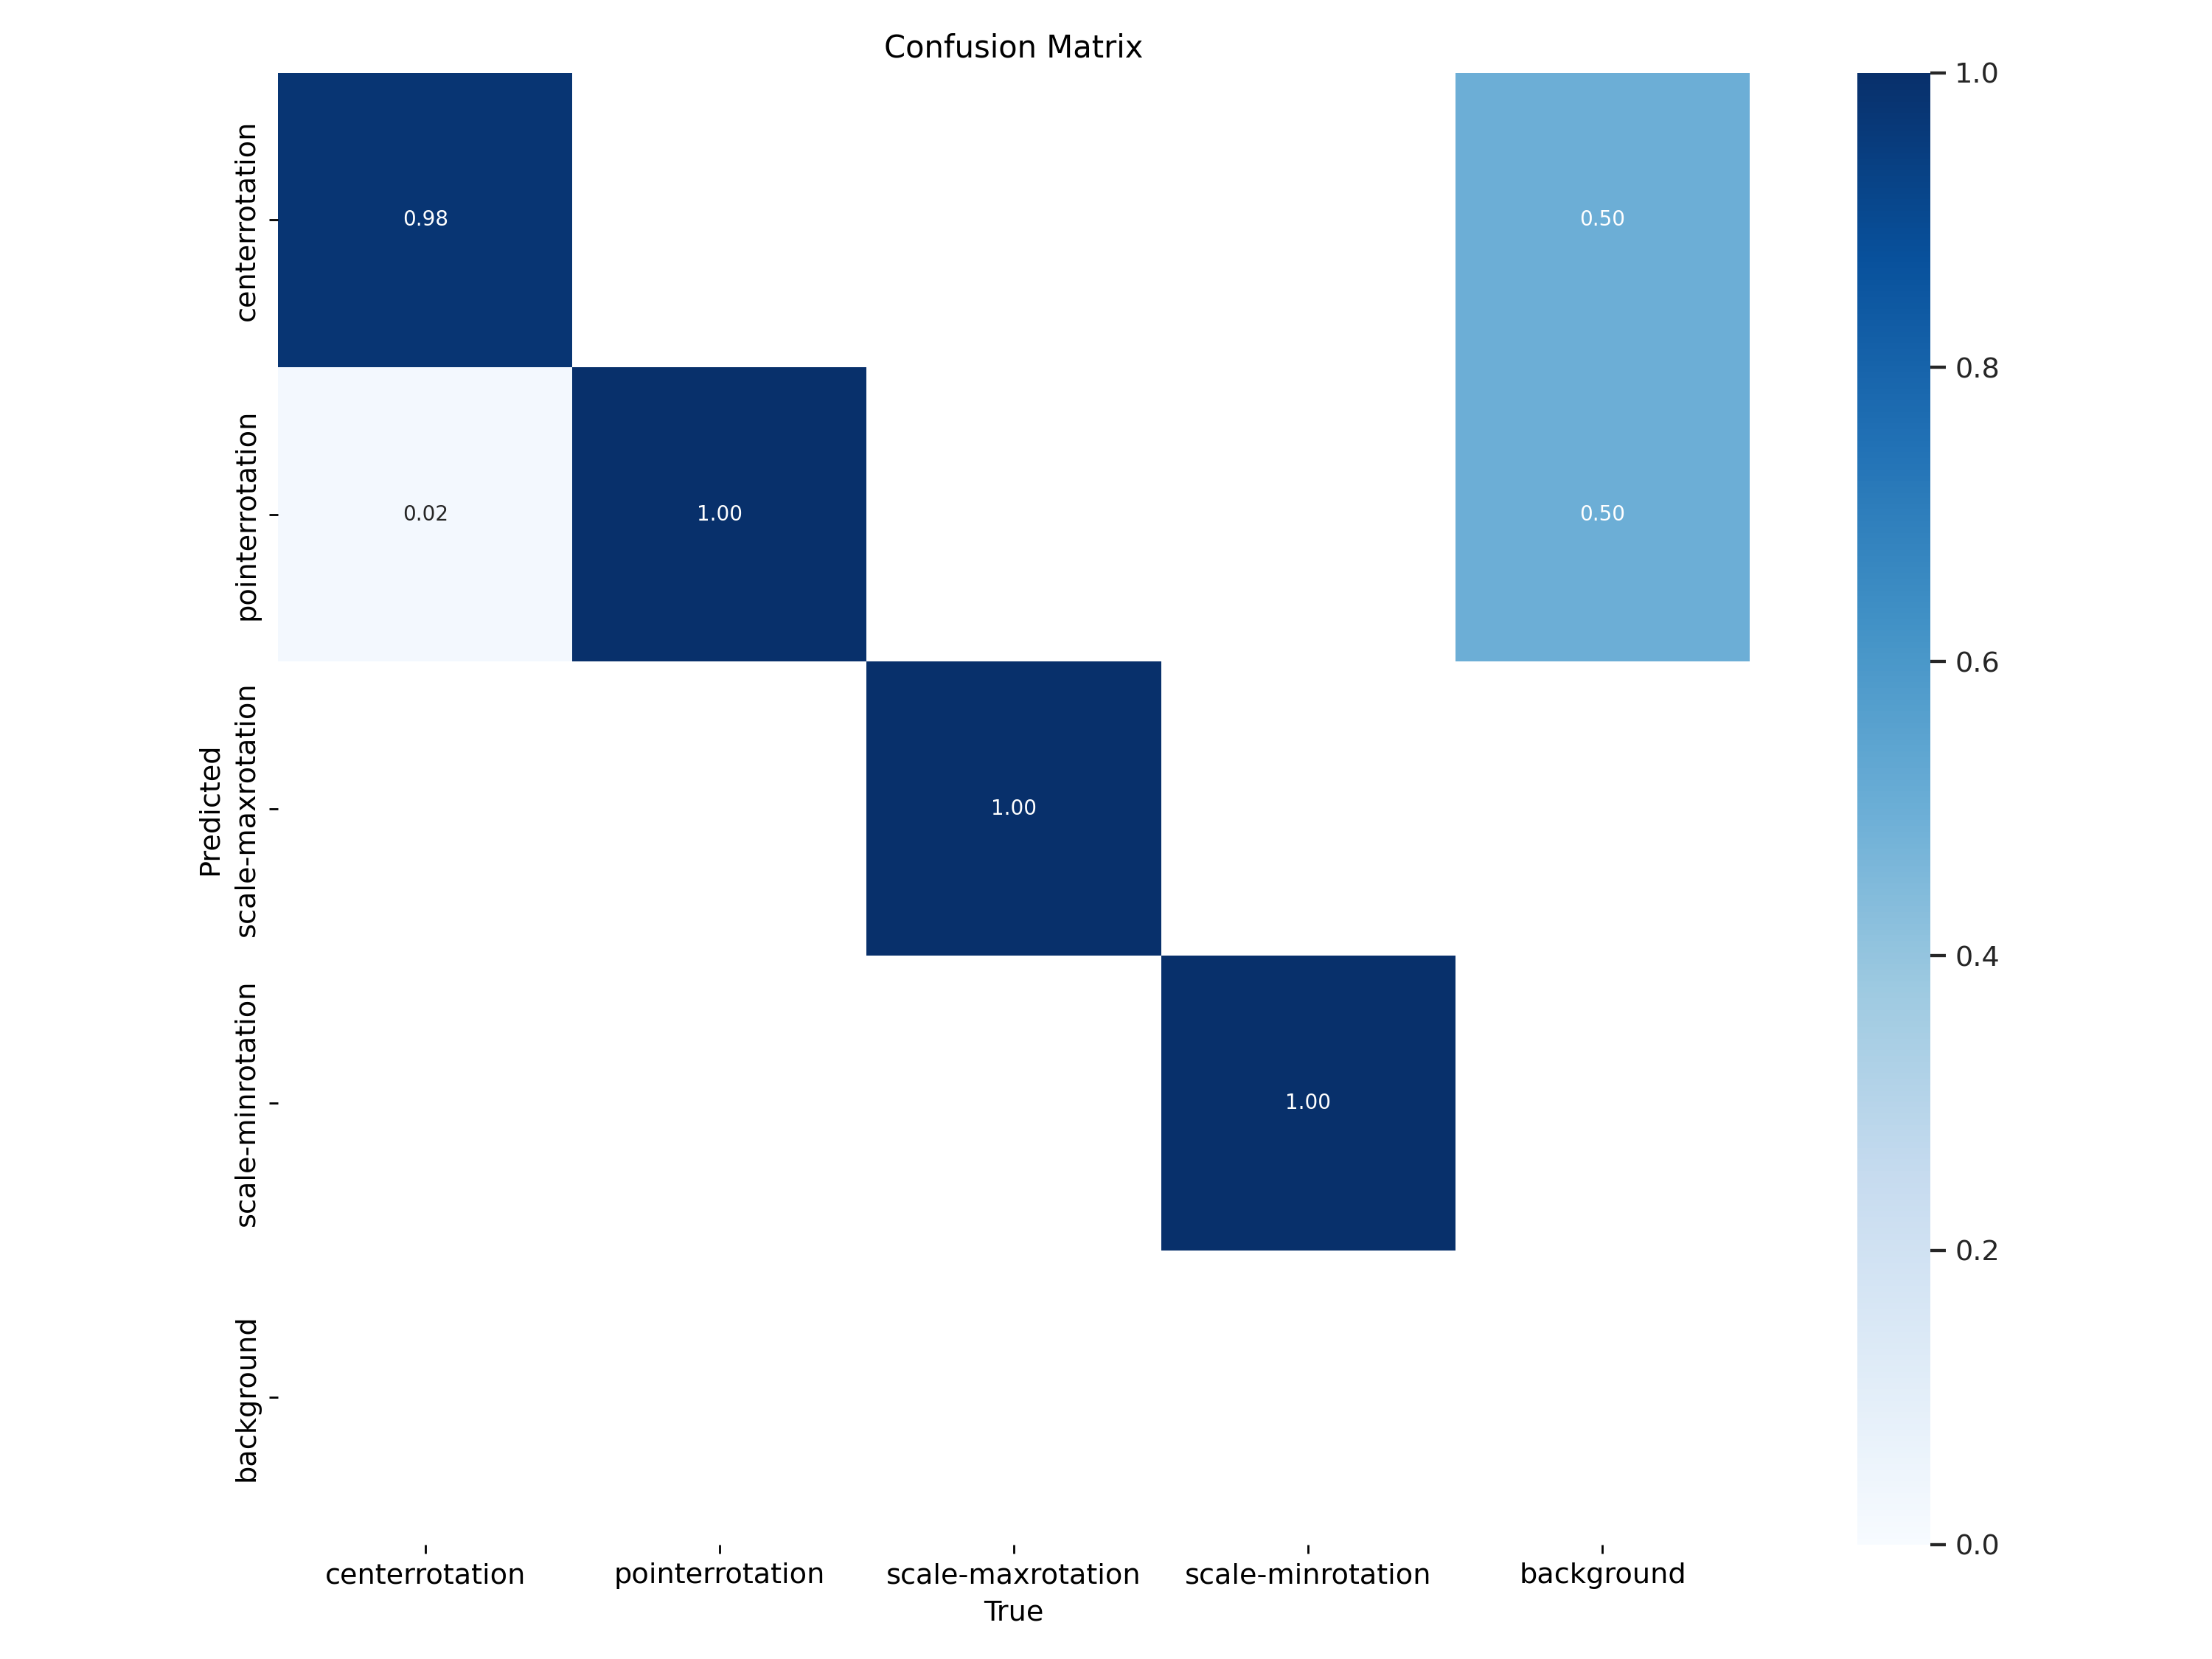 Confusion Matrix
centerrotation
pointerrotation
scale-maxrotation
scale-minrotation
background
Predicted
0.98
0.50
0.02
1.00
0.50
1.00
1.00
centerrotation
pointerrotation
scale-maxrotation
scale-minrotation
background
True
1.0
0.8
0.6
0.4
0.2
0.0